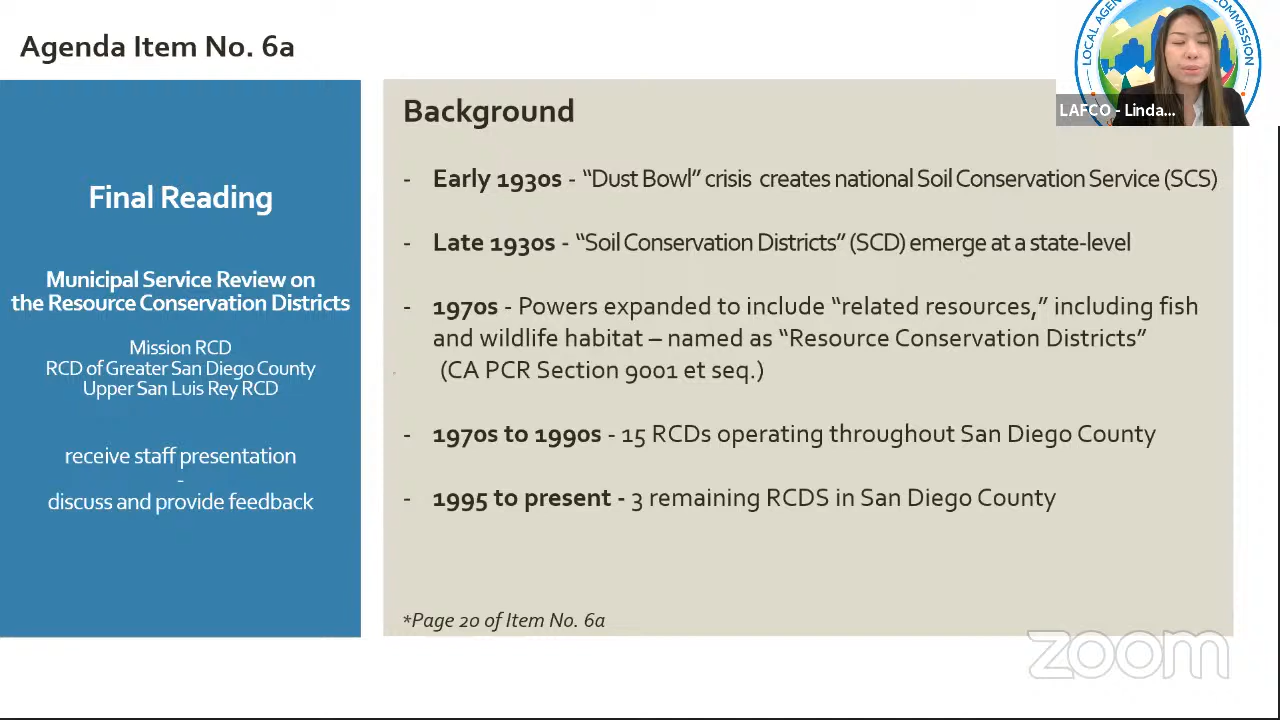 Agenda Item No. 6a
LOCAL AGEN
COMMISSION
LAFCO - Linda...
Final Reading
Municipal Service Review on
the Resource Conservation Districts
Mission RCD
RCD of Greater San Diego County
Upper San Luis Rey RCD
receive staff presentation
-
discuss and provide feedback
Background
- Early 1930s - “Dust Bowl” crisis creates national Soil Conservation Service (SCS)
- Late 1930s - “Soil Conservation Districts” (SCD) emerge at a state-level
- 1970s - Powers expanded to include “related resources,” including fish
and wildlife habitat – named as “Resource Conservation Districts”
(CA PCR Section 9001 et seq.)
- 1970s to 1990s - 15 RCDs operating throughout San Diego County
- 1995 to present - 3 remaining RCDS in San Diego County
*Page 20 of Item No. 6a
zoom